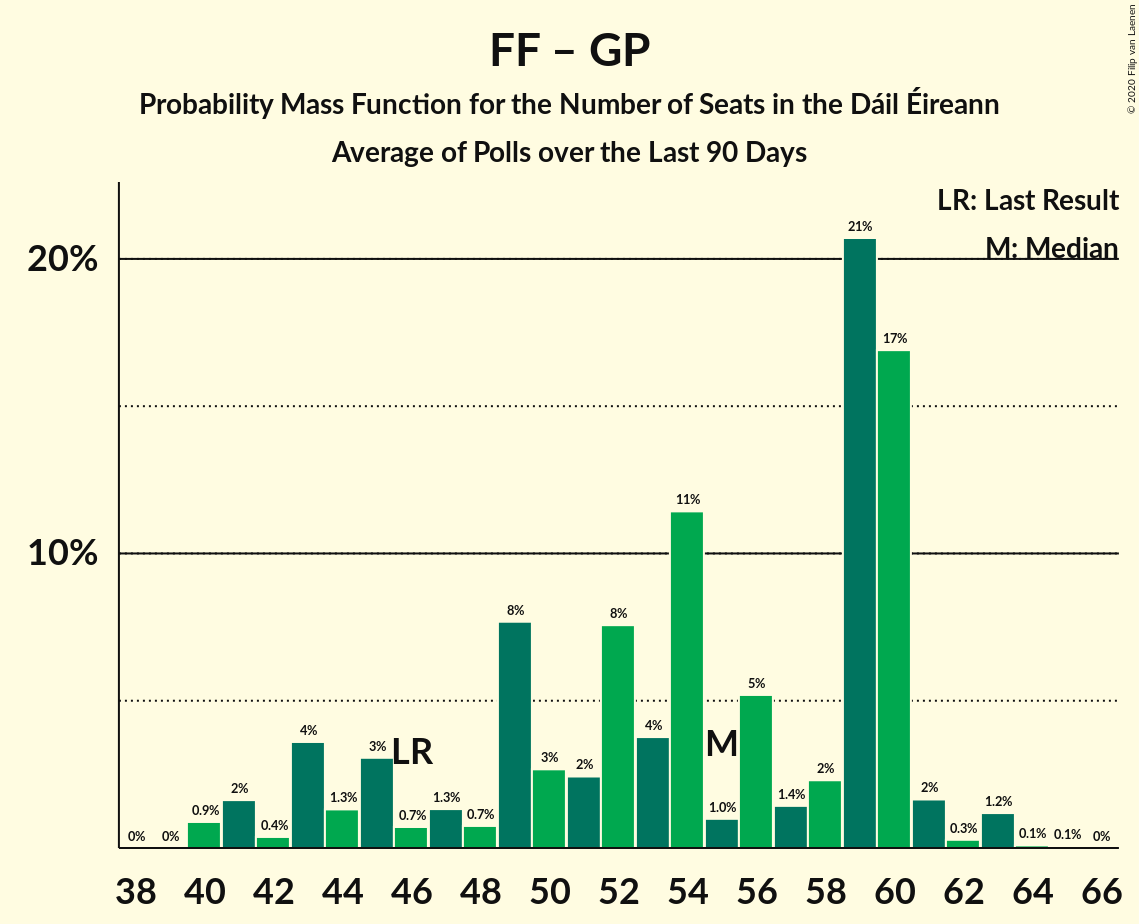 FF – GP
Probability Mass Function for the Number of Seats in the Dáil Éireann
Average of Polls over the Last 90 Days
© 2020 Filip van Laenen
LR: Last Result
M: Median
20%
10%
0% 0% 0.9% 2% 0.4% 4% 1.3% 3% 0.7% 1.3% 0.7% 8% 3% 2% 8% 4% 11% 1.0% 5% 1.4% 2% 21% 17% 2% 0.3% 1.2% 0.1% 0.1% 0%
LR
M
38 40 42 44 46 48 50 52 54 56 58 60 62 64 66